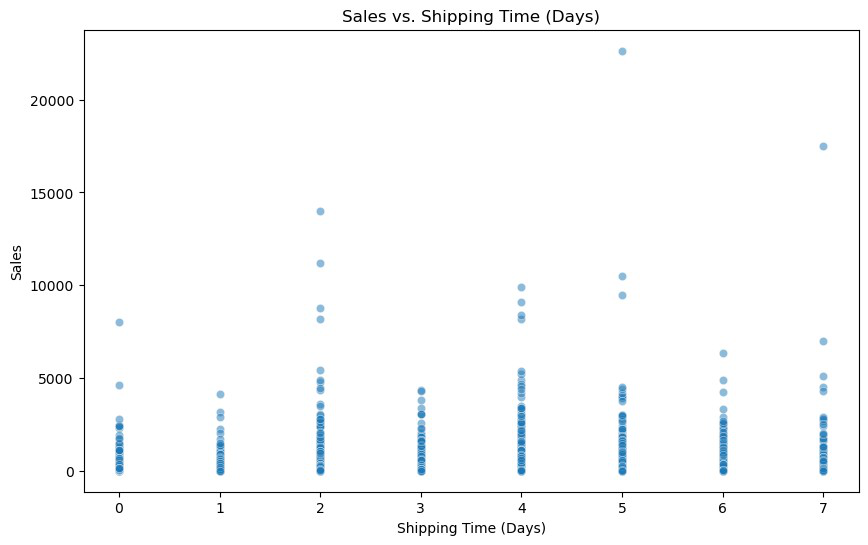 Sales vs. Shipping Time (Days)
20000
15000
10000
5000
0
Sales
0 1 2 3 4 5 6 7
Shipping Time (Days)